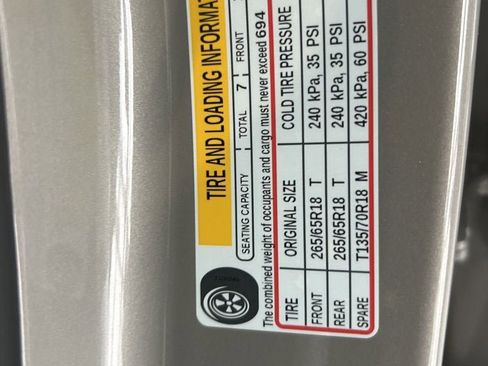 TIRE AND LOADING INFORMAT
SEATING CAPACITY TOTAL 7 FRONT
The combined weight of occupants and cargo must never exceed 694
TIRE ORIGINAL SIZE COLD TIRE PRESSURE
FRONT 265/65R18 T 240 kPa, 35 PSI
REAR 265/65R18 T 240 kPa, 35 PSI
SPARE T135/70R18 M 420 kPa, 60 PSI